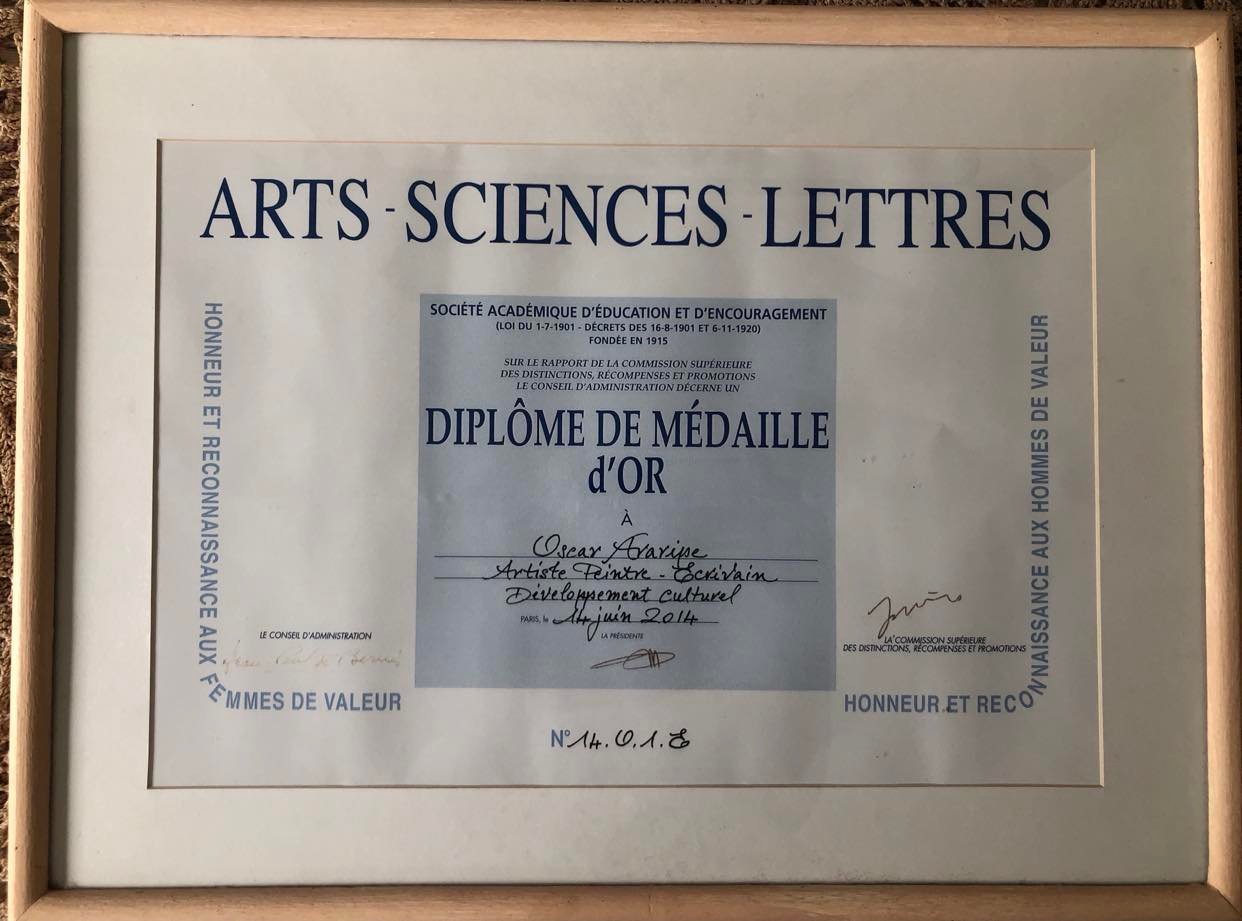 ARTS - SCIENCES - LETTRES
HONNEUR ET RECONNAISSANCE AUX FEMMES DE VALEUR
SOCIÉTÉ ACADÉMIQUE D'ÉDUCATION ET D'ENCOURAGEMENT
(LOI DU 1-7-1901 - DÉCRETS DES 16-8-1901 ET 6-11-1920)
FONDÉE EN 1915
SUR LE RAPPORT DE LA COMMISSION SUPÉRIEURE
DES DISTINCTIONS, RÉCOMPENSES ET PROMOTIONS
LE CONSEIL D'ADMINISTRATION DÉCERNE UN
DIPLÔME DE MÉDAILLE
d'OR
À
Oscar Araripe
Artiste Peintre - Ecrivain
Développement culturel
PARIS, le 14 juin 2014
LA PRÉSIDENTE
LE CONSEIL D'ADMINISTRATION
LA COMMISSION SUPÉRIEURE
DES DISTINCTIONS, RÉCOMPENSES ET PROMOTIONS
HONNEUR ET RECONNAISSANCE AUX HOMMES DE VALEUR
N° 14.0.1.E